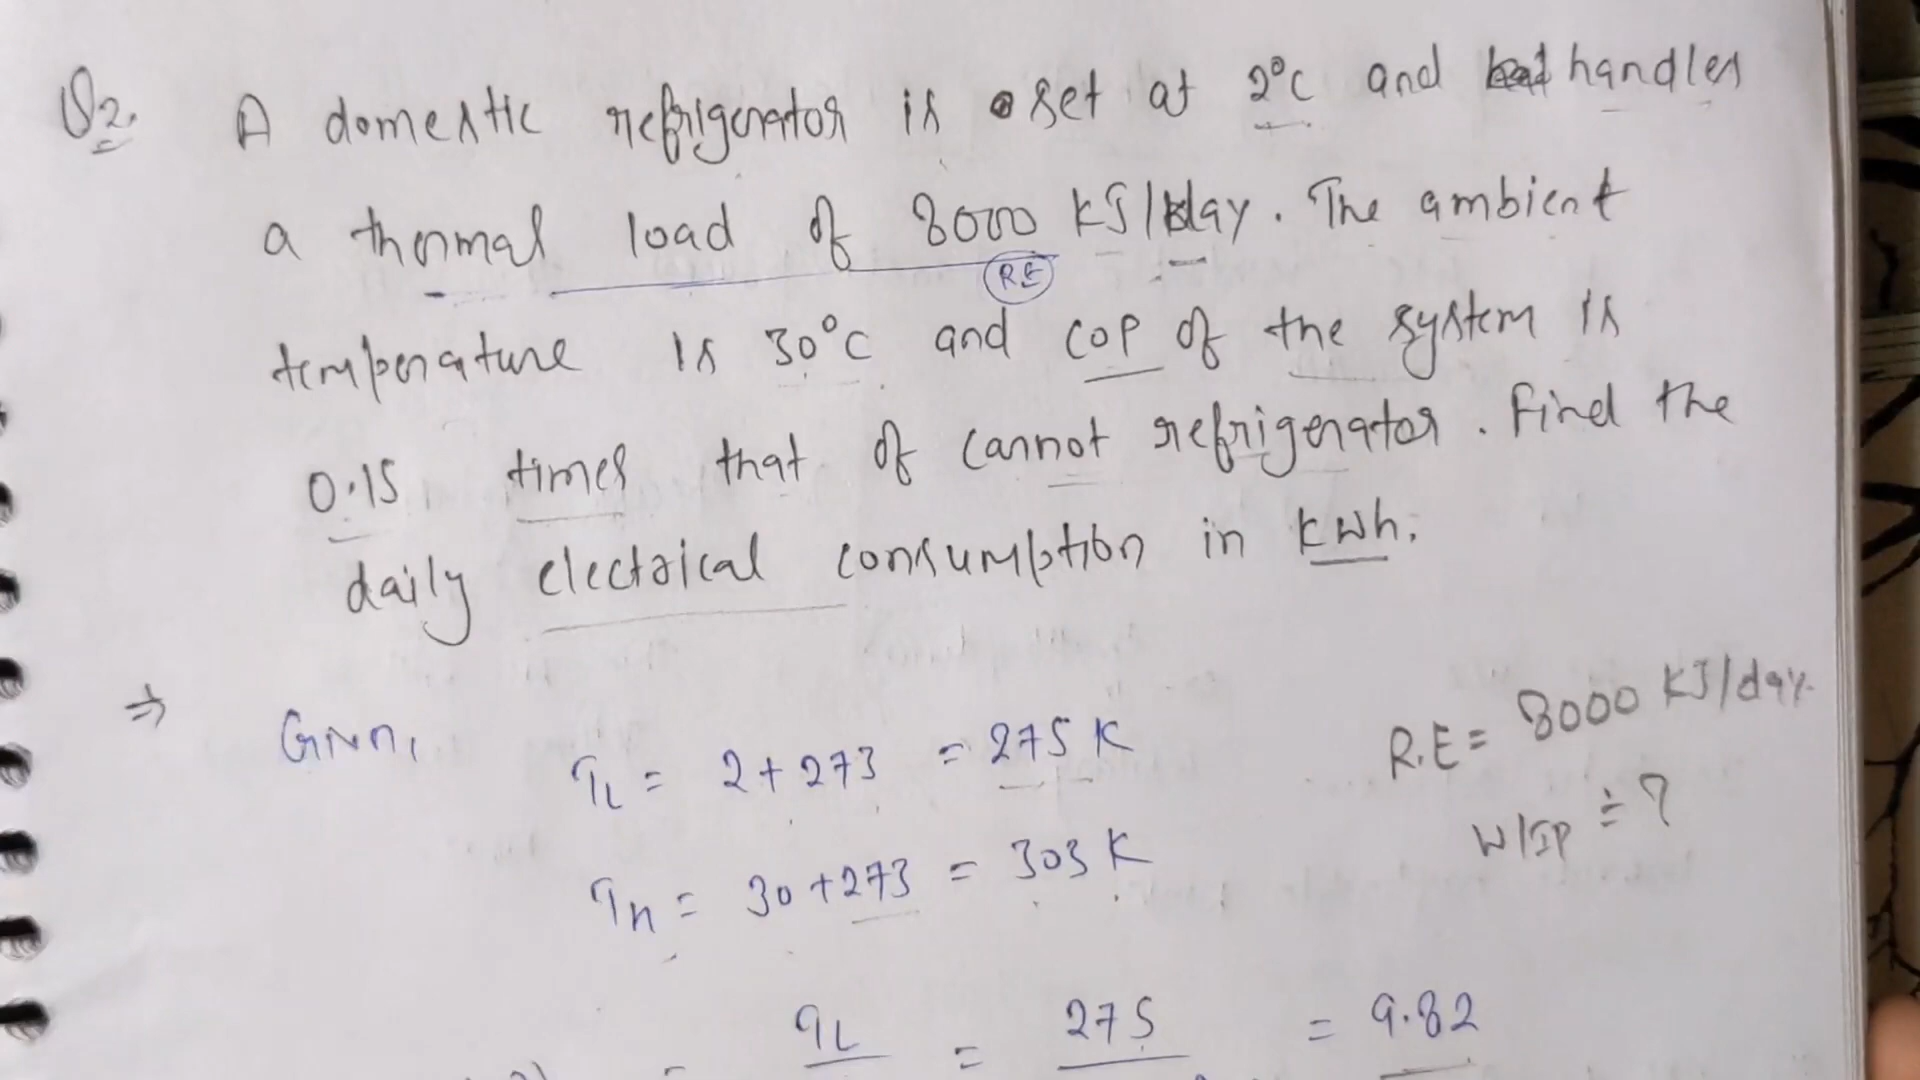 Q2. A domestic refrigerator is set at 2°C and handles
a thermal load of 8000 KJ/day. The ambient
RE
temperature is 30°C and COP of the system is
0.15 times that of cannot refrigerator. Find the
daily electrical consumption in kWh.
⇒ Given,
TL = 2+273 = 275 K
R.E = 8000 KJ/day.
W/IP = ?
TH = 30+273 = 303 K
TL = 275 = 9.82